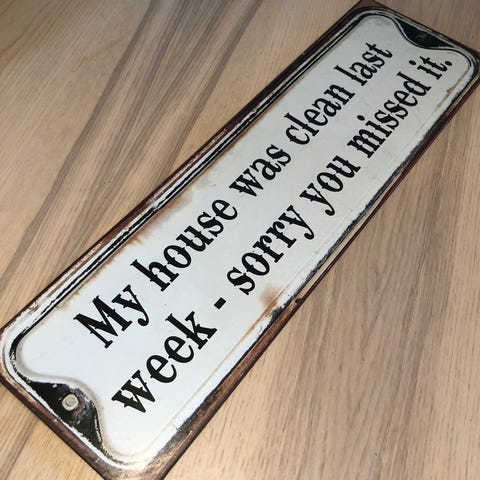 My house was clean last
week - sorry you missed it.